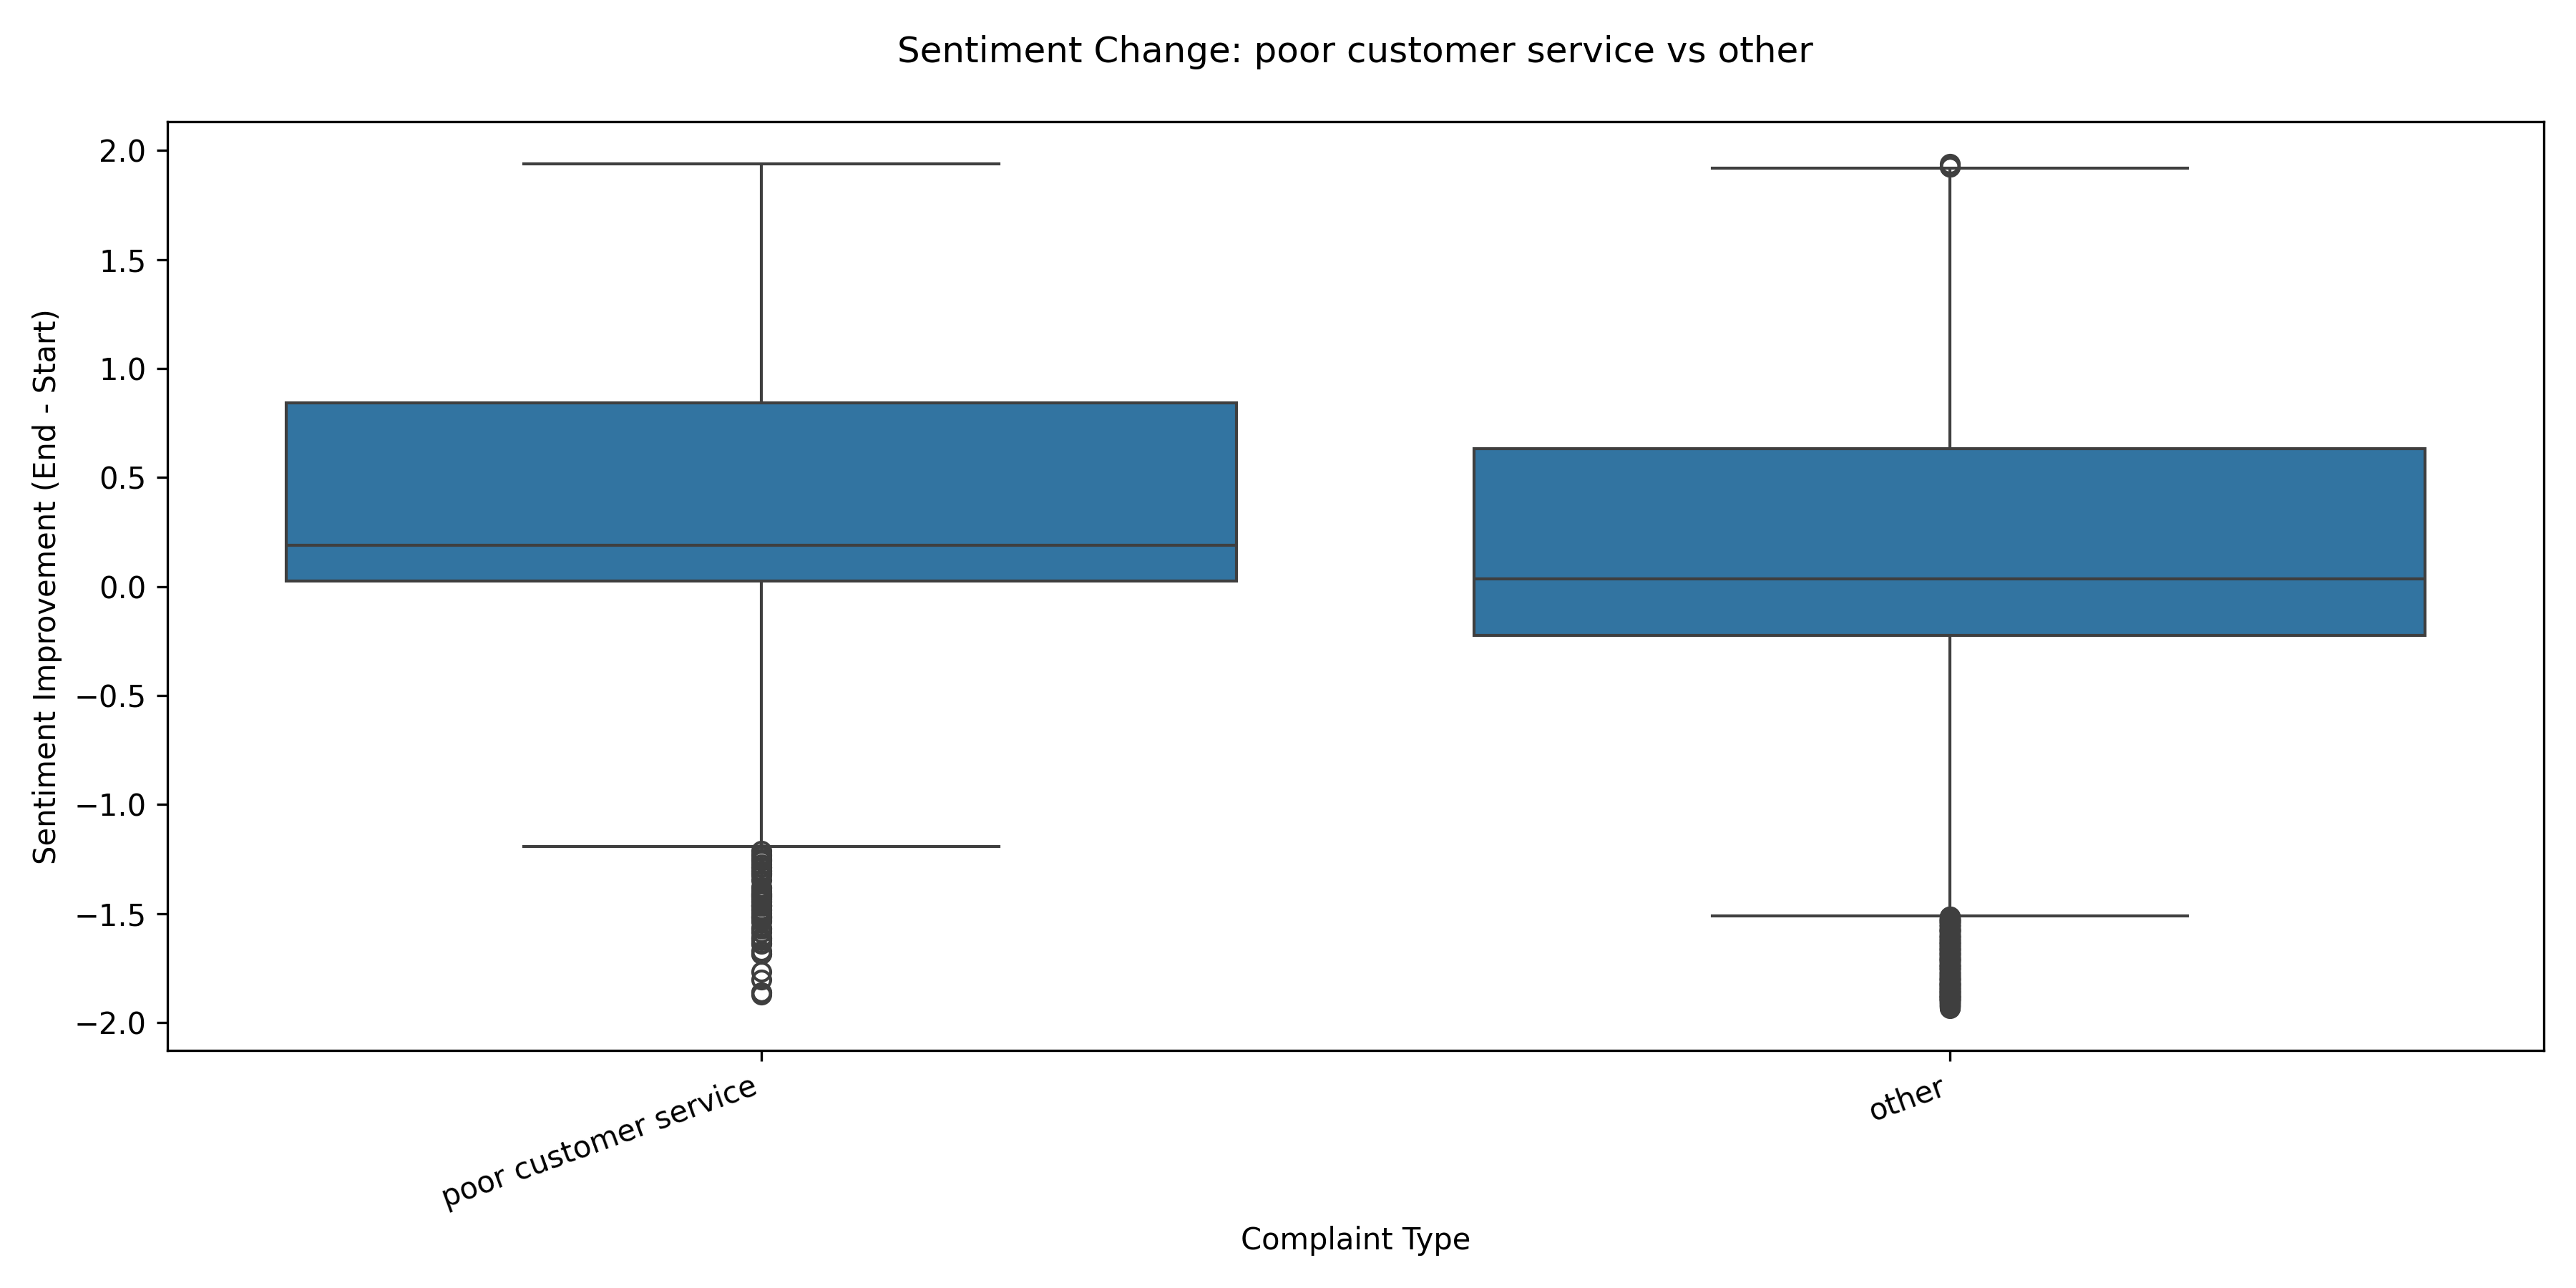 Sentiment Change: poor customer service vs other
Sentiment Improvement (End - Start)
2.0
1.5
1.0
0.5
0.0
−0.5
−1.0
−1.5
−2.0
poor customer service
other
Complaint Type